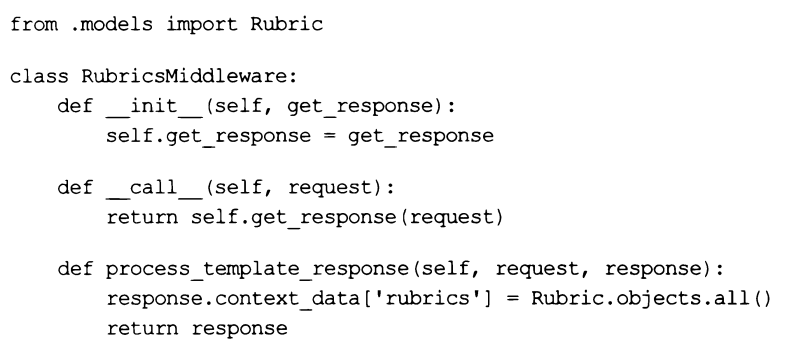 from .models import Rubric
class RubricsMiddleware:
    def __init__(self, get_response):
        self.get_response = get_response
    def __call__(self, request):
        return self.get_response(request)
    def process_template_response(self, request, response):
        response.context_data['rubrics'] = Rubric.objects.all()
        return response